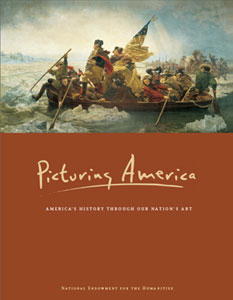 Picturing America
AMERICA'S HISTORY THROUGH OUR NATION'S ART
NATIONAL ENDOWMENT FOR THE HUMANITIES